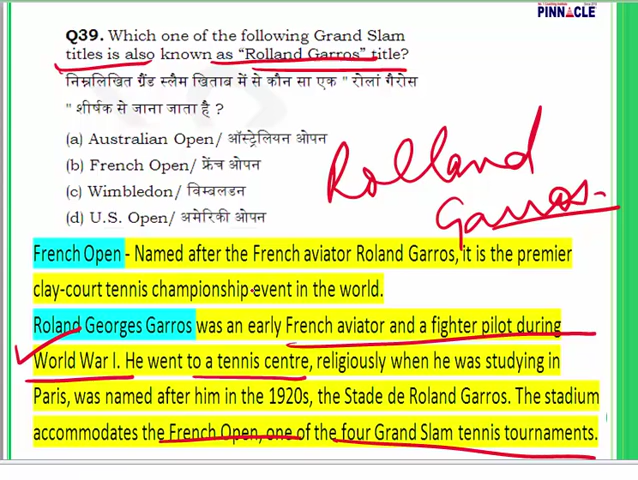 PINNACLE
Q39. Which one of the following Grand Slam
titles is also known as "Rolland Garros" title?
निम्नलिखित ग्रैंड स्लैम खिताब में से कौन सा एक " रोलां गैरोस
" शीर्षक से जाना जाता है ?
(a) Australian Open/ ऑस्ट्रेलियन ओपन
(b) French Open/ फ्रेंच ओपन
(c) Wimbledon/ विम्बलडन
(d) U.S. Open/ अमेरिकी ओपन
Rolland
Garros
French Open - Named after the French aviator Roland Garros, it is the premier
clay-court tennis championship event in the world.
Roland Georges Garros was an early French aviator and a fighter pilot during
World War I. He went to a tennis centre, religiously when he was studying in
Paris, was named after him in the 1920s, the Stade de Roland Garros. The stadium
accommodates the French Open, one of the four Grand Slam tennis tournaments.